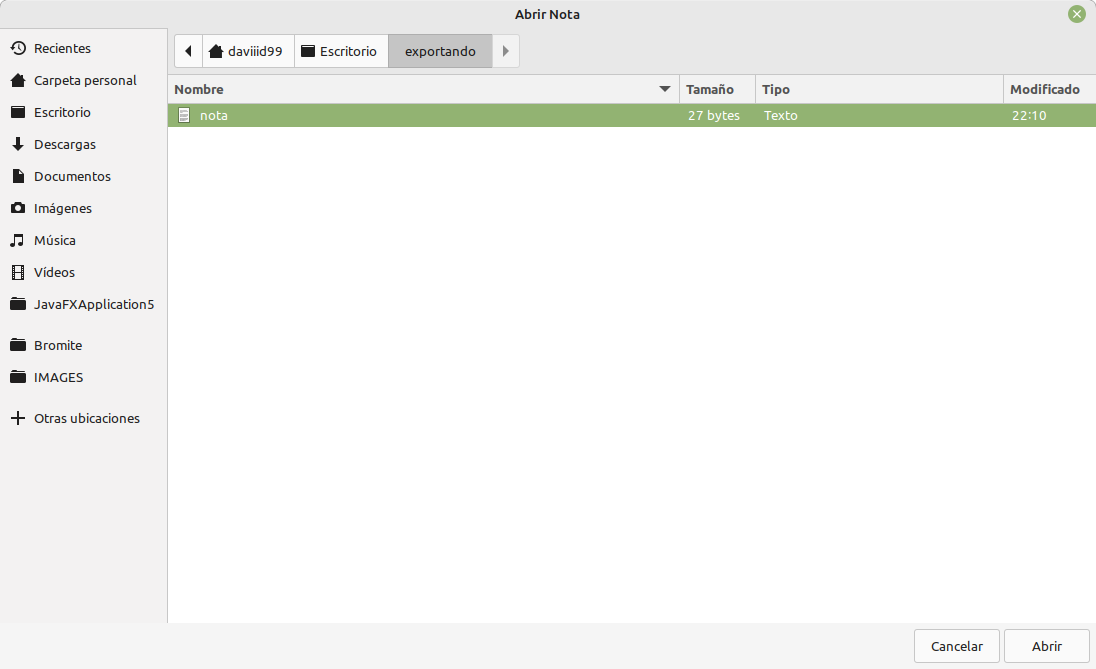 Abrir Nota
Recientes
Carpeta personal
Escritorio
Descargas
Documentos
Imágenes
Música
Vídeos
JavaFXApplication5
Bromite
IMAGES
Otras ubicaciones
daviiid99 Escritorio exportando
Nombre Tamaño Tipo Modificado
nota 27 bytes Texto 22:10
Cancelar Abrir